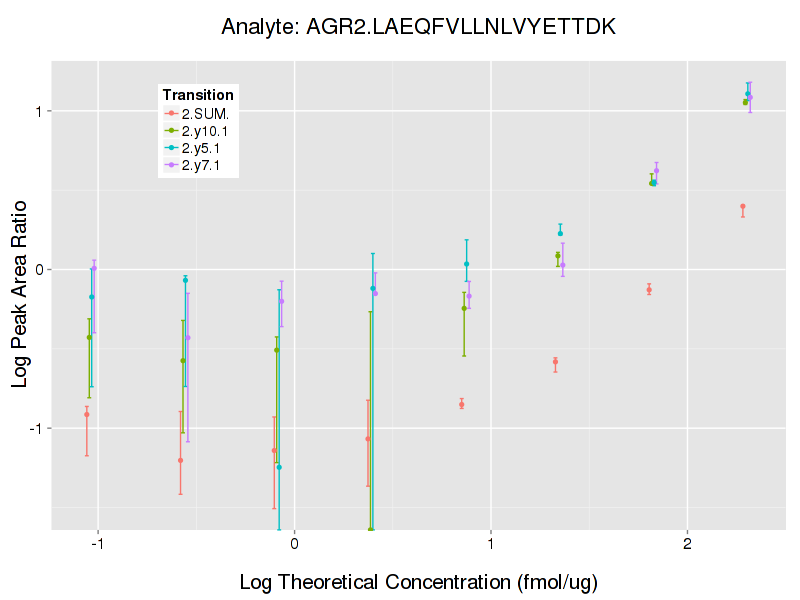 Analyte: AGR2.LAEQFVLLNLVYETTDK
Transition
2.SUM.
2.y10.1
2.y5.1
2.y7.1
Log Peak Area Ratio
1
0
-1
-1 0 1 2
Log Theoretical Concentration (fmol/ug)